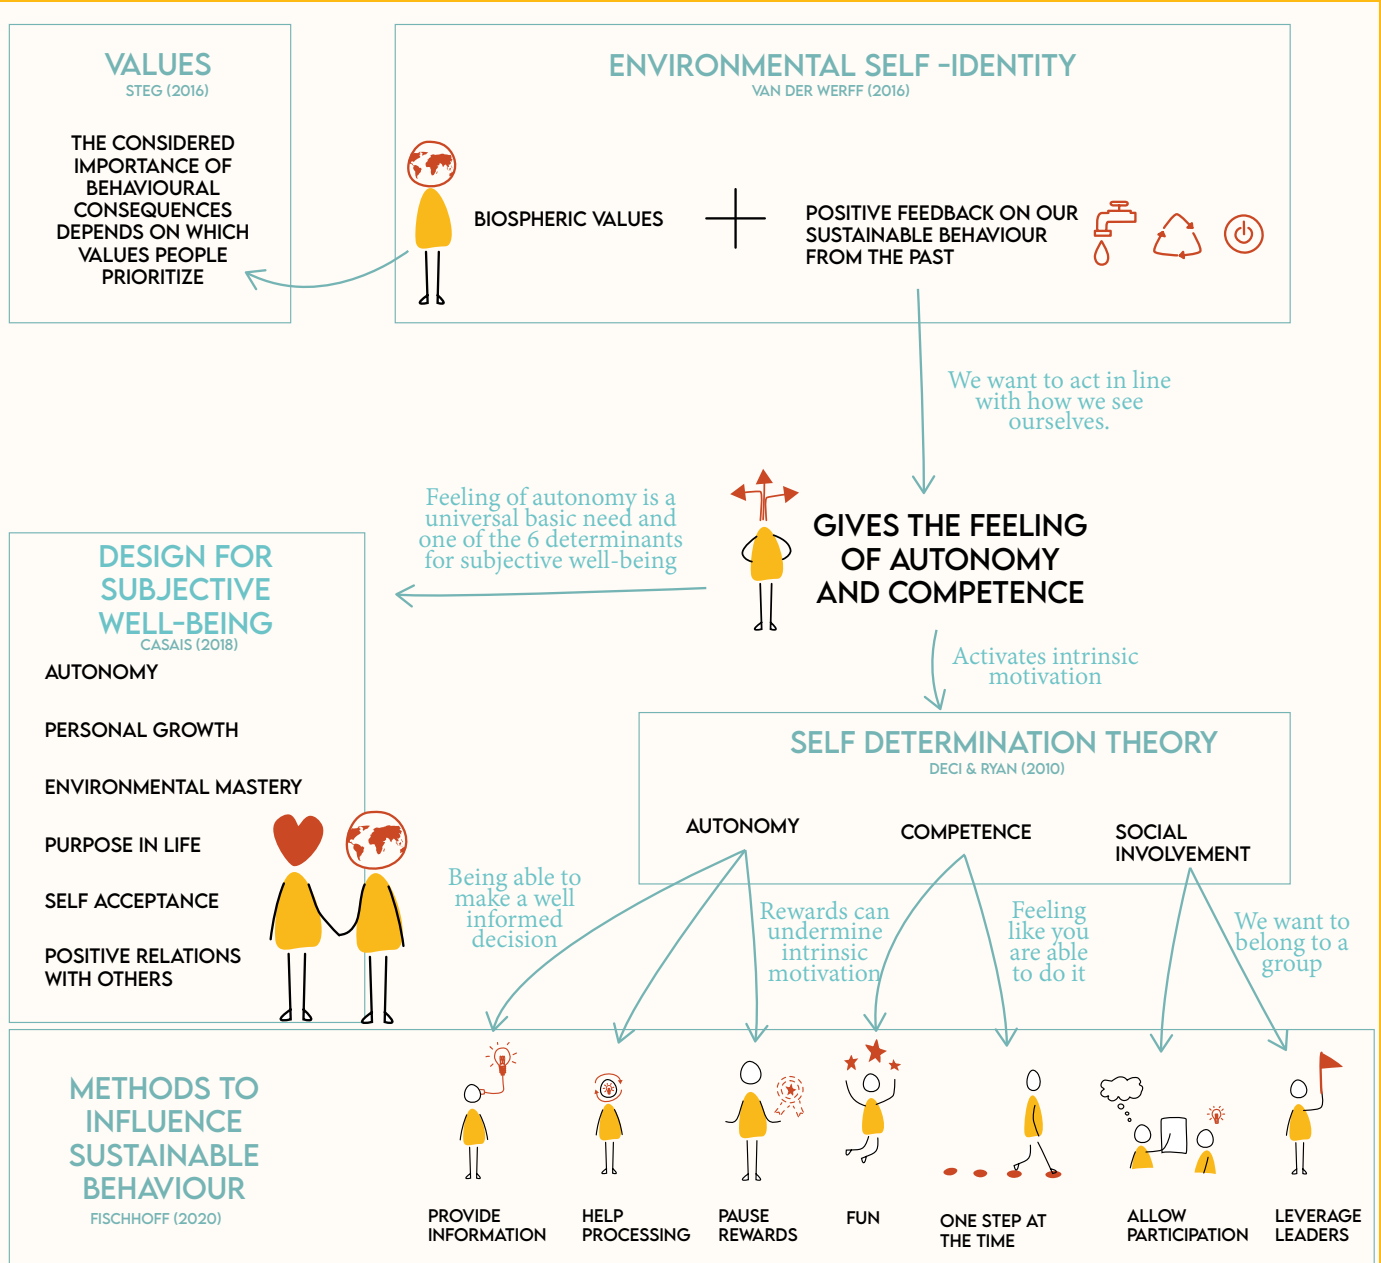 VALUES
STEG (2016)
THE CONSIDERED
IMPORTANCE OF
BEHAVIOURAL
CONSEQUENCES
DEPENDS ON WHICH
VALUES PEOPLE
PRIORITIZE
ENVIRONMENTAL SELF -IDENTITY
VAN DER WERFF (2016)
BIOSPHERIC VALUES
POSITIVE FEEDBACK ON OUR
SUSTAINABLE BEHAVIOUR
FROM THE PAST
We want to act in line
with how we see
ourselves.
Feeling of autonomy is a
universal basic need and
one of the 6 determinants
for subjective well-being
GIVES THE FEELING
OF AUTONOMY
AND COMPETENCE
DESIGN FOR
SUBJECTIVE
WELL-BEING
CASAIS (2018)
AUTONOMY
PERSONAL GROWTH
ENVIRONMENTAL MASTERY
PURPOSE IN LIFE
SELF ACCEPTANCE
POSITIVE RELATIONS
WITH OTHERS
Activates intrinsic
motivation
SELF DETERMINATION THEORY
DECI & RYAN (2010)
AUTONOMY
COMPETENCE
SOCIAL
INVOLVEMENT
Being able to
make a well
informed
decision
Rewards can
undermine
intrinsic
motivation
Feeling
like you
are able
to do it
We want to
belong to a
group
METHODS TO
INFLUENCE
SUSTAINABLE
BEHAVIOUR
FISCHHOFF (2020)
PROVIDE
INFORMATION
HELP
PROCESSING
PAUSE
REWARDS
FUN
ONE STEP AT
THE TIME
ALLOW
PARTICIPATION
LEVERAGE
LEADERS